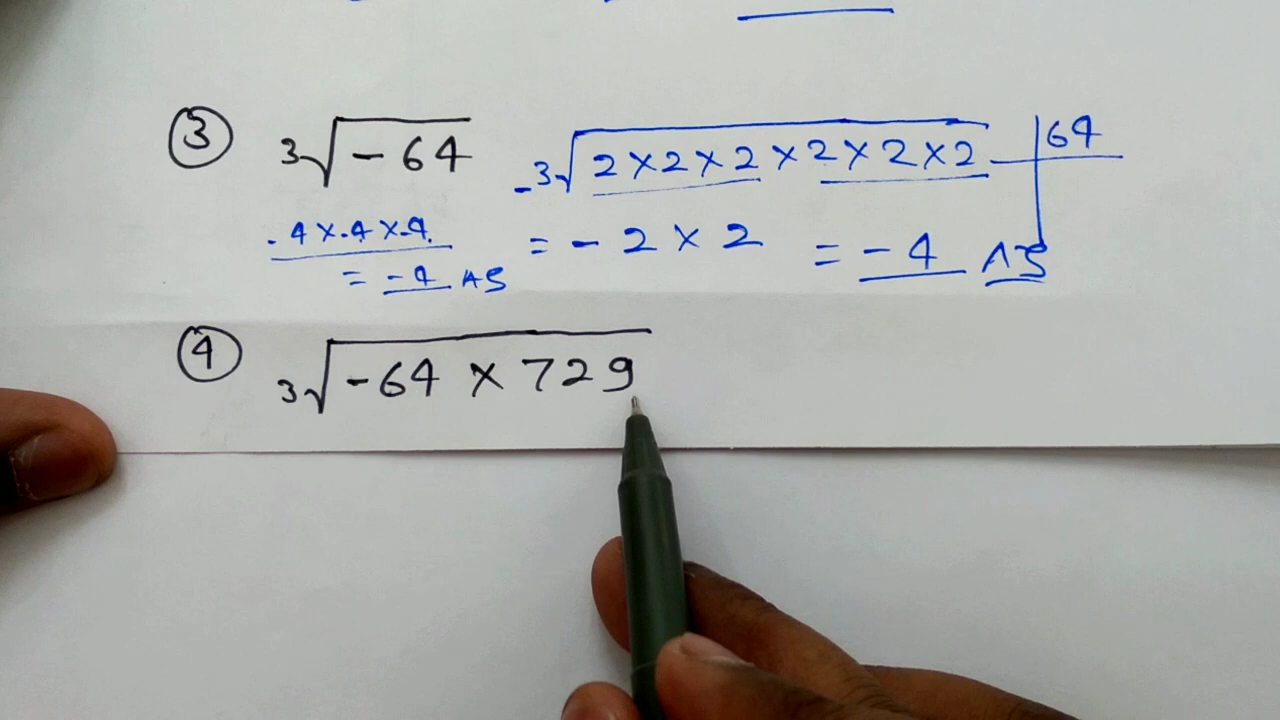 ③ ³√-64 -³√2×2×2×2×2×2 64
-4×-4×-4 = -2×2 = -4 AS
= -4 AS
④ ³√-64×729